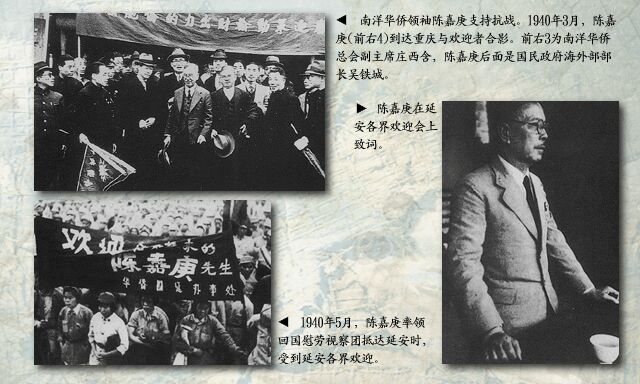 ◀ 南洋华侨领袖陈嘉庚支持抗战。1940年3月，陈嘉
庚(前右4)到达重庆与欢迎者合影。前右3为南洋华侨
总会副主席庄西含，陈嘉庚后面是国民政府海外部部
长吴铁城。
▶ 陈嘉庚在延
安各界欢迎会上
致词。
欢迎
的
陈嘉庚先生
华侨
办事处
◀ 1940年5月，陈嘉庚率领
回国慰劳视察团抵达延安时，
受到延安各界欢迎。